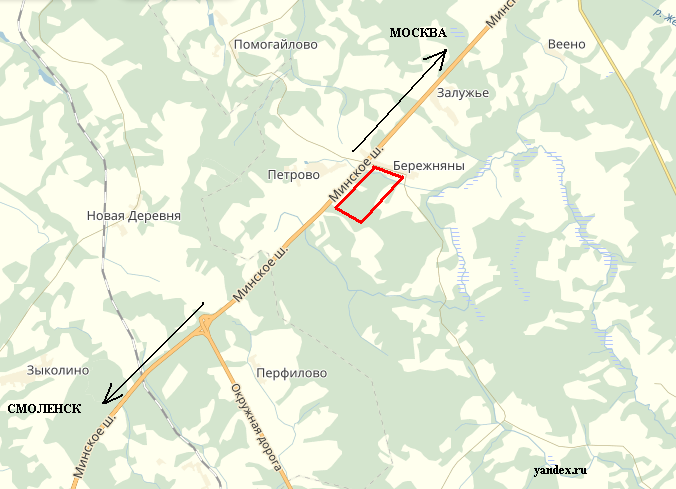 Минс
р. Же
МОСКВА
Помогайлово
Веено
Залужье
Минское ш.
Бережняны
Петрово
Новая Деревня
Минское ш.
Зыколино
Перфилово
СМОЛЕНСК
Окружная дорога
Минское ш.
yandex.ru